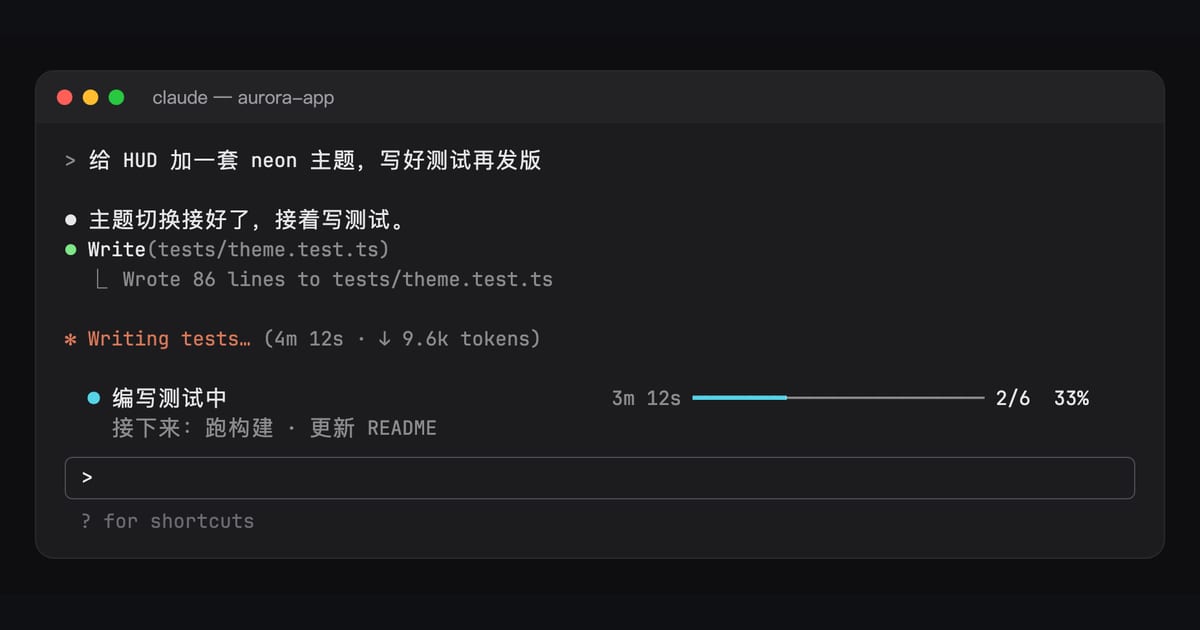 claude — aurora–app
> 给 HUD 加一套 neon 主题，写好测试再发版
● 主题切换接好了，接着写测试。
● Write(tests/theme.test.ts)
⎿ Wrote 86 lines to tests/theme.test.ts
✻ Writing tests… (4m 12s · ↓ 9.6k tokens)
● 编写测试中 3m 12s 2/6 33%
接下来：跑构建 · 更新 README
>
? for shortcuts